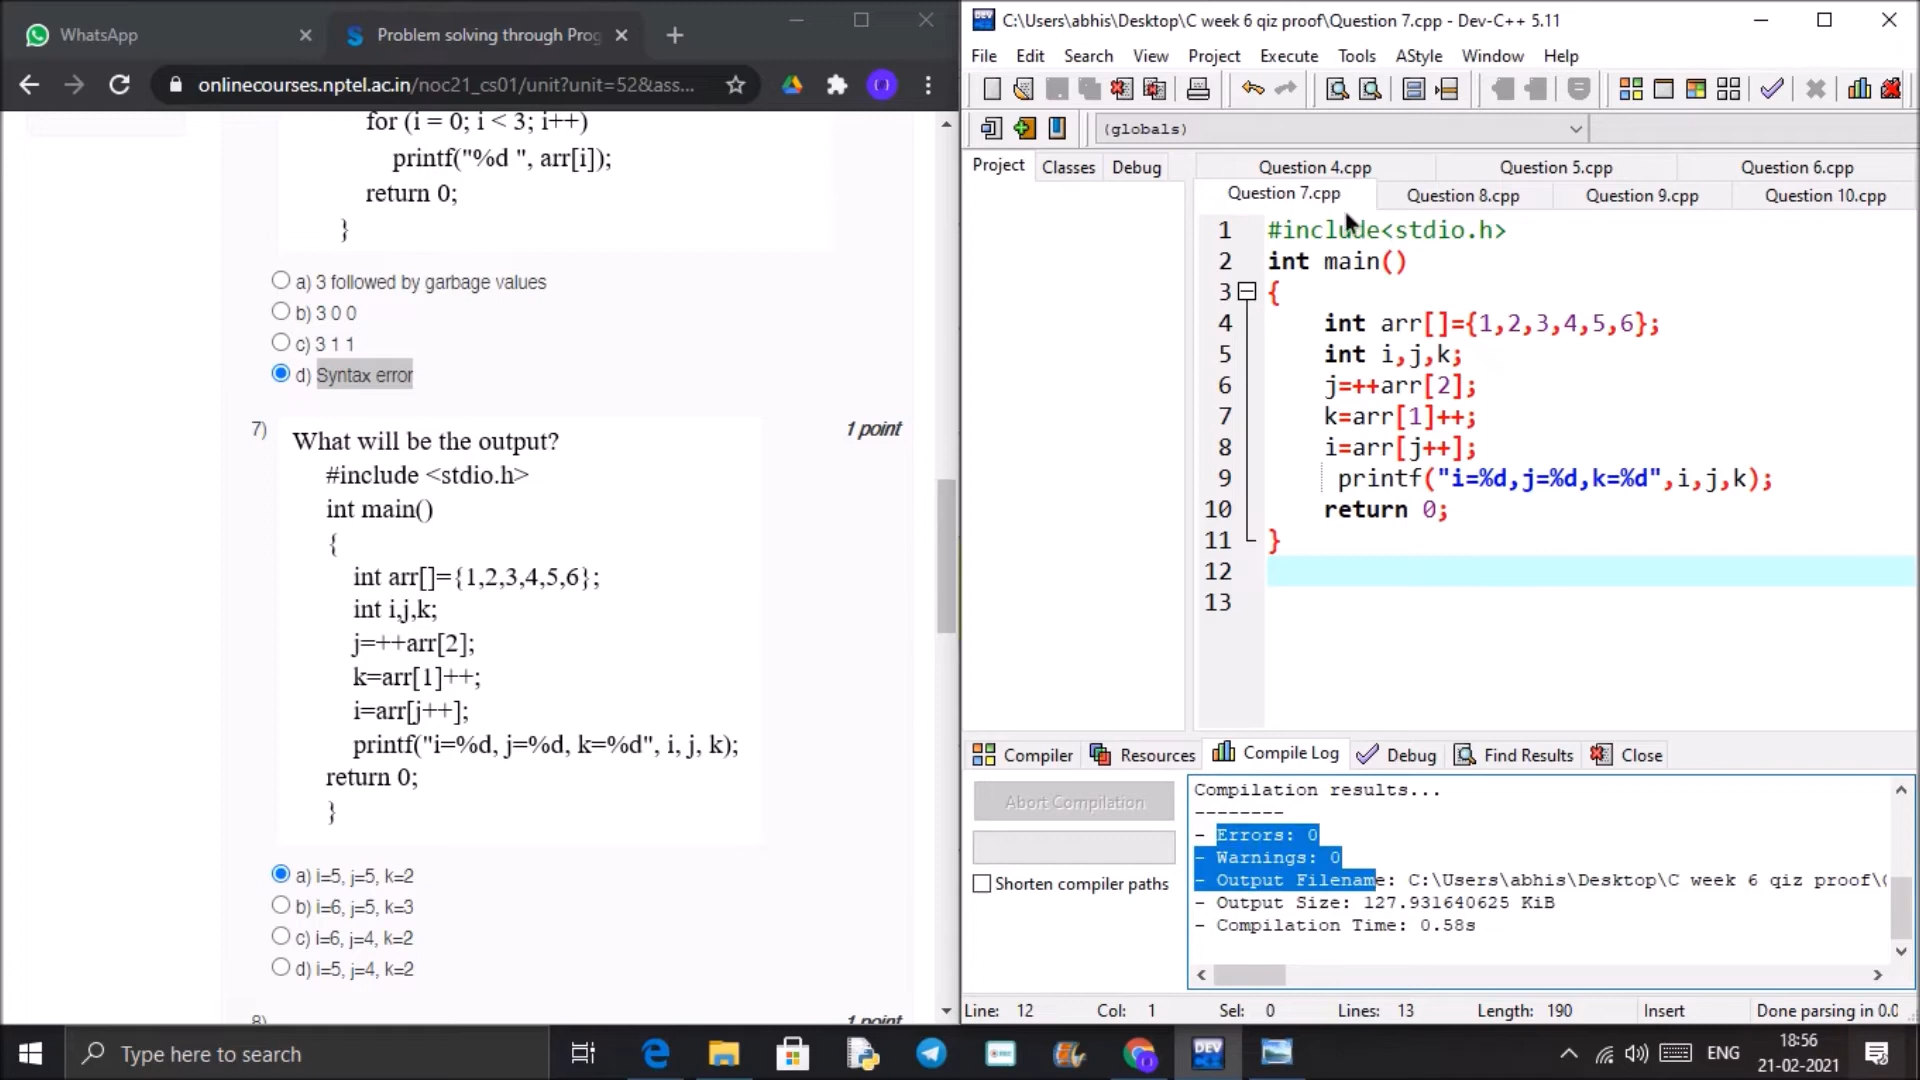 WhatsApp
Problem solving through Prog
onlinecourses.nptel.ac.in/noc21_cs01/unit?unit=52&ass...
for (i = 0; i < 3; i++)
printf("%d ", arr[i]);
return 0;
}
a) 3 followed by garbage values
b) 3 0 0
c) 3 1 1
d) Syntax error
7)
1 point
What will be the output?
#include <stdio.h>
int main()
{
int arr[]={1,2,3,4,5,6};
int i,j,k;
j=++arr[2];
k=arr[1]++;
i=arr[j++];
printf("i=%d, j=%d, k=%d", i, j, k);
return 0;
}
a) i=5, j=5, k=2
b) i=6, j=5, k=3
c) i=6, j=4, k=2
d) i=5, j=4, k=2
8)
1 point
C:\Users\abhis\Desktop\C week 6 qiz proof\Question 7.cpp - Dev-C++ 5.11
File Edit Search View Project Execute Tools AStyle Window Help
(globals)
Project Classes Debug
Question 4.cpp Question 5.cpp Question 6.cpp
Question 7.cpp Question 8.cpp Question 9.cpp Question 10.cpp
1 #include<stdio.h>
2 int main()
3 {
4 int arr[]={1,2,3,4,5,6};
5 int i,j,k;
6 j=++arr[2];
7 k=arr[1]++;
8 i=arr[j++];
9 printf("i=%d,j=%d,k=%d",i,j,k);
10 return 0;
11 }
12
13
Compiler Resources Compile Log Debug Find Results Close
Abort Compilation
Shorten compiler paths
Compilation results...
--------
- Errors: 0
- Warnings: 0
- Output Filename: C:\Users\abhis\Desktop\C week 6 qiz proof\
- Output Size: 127.931640625 KiB
- Compilation Time: 0.58s
Line: 12 Col: 1 Sel: 0 Lines: 13 Length: 190 Insert Done parsing in 0.0
Type here to search
DEV
ENG
18:56
21-02-2021